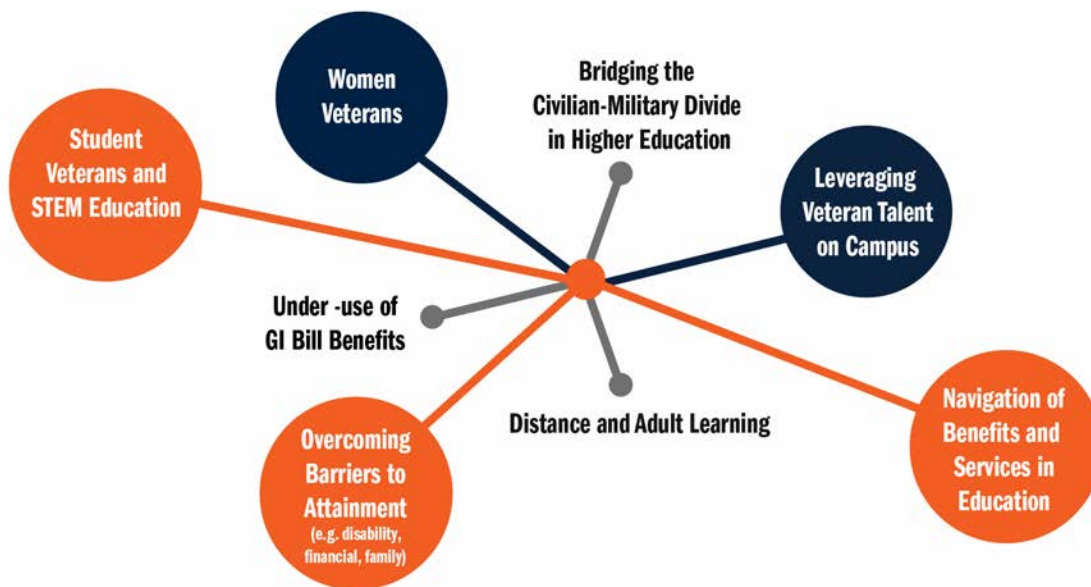 Women
Veterans
Bridging the
Civilian-Military Divide
in Higher Education
Student
Veterans and
STEM Education
Leveraging
Veteran Talent
on Campus
Under -use of
GI Bill Benefits
Distance and Adult Learning
Overcoming
Barriers to
Attainment
(e.g. disability,
financial, family)
Navigation of
Benefits and
Services in
Education